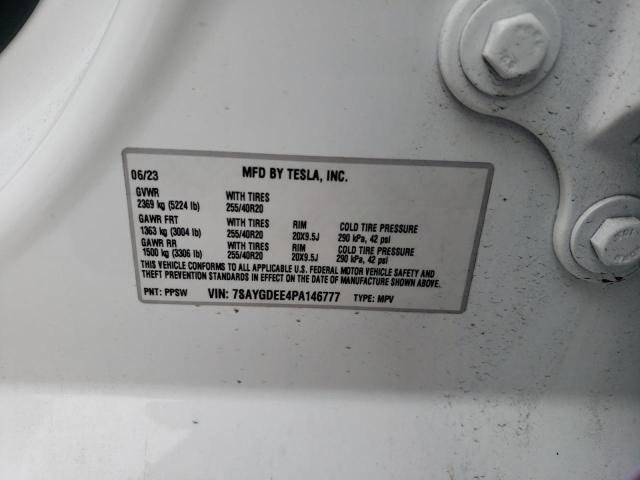 06/23 MFD BY TESLA, INC.
GVWR WITH TIRES
2369 kg (5224 lb) 255/40R20
GAWR FRT WITH TIRES RIM COLD TIRE PRESSURE
1363 kg (3004 lb) 255/40R20 20X9.5J 290 kPa, 42 psi
GAWR RR WITH TIRES RIM COLD TIRE PRESSURE
1500 kg (3306 lb) 255/40R20 20X9.5J 290 kPa, 42 psi
THIS VEHICLE CONFORMS TO ALL APPLICABLE U.S. FEDERAL MOTOR VEHICLE SAFETY AND
THEFT PREVENTION STANDARDS IN EFFECT ON THE DATE OF MANUFACTURE SHOWN ABOVE.
PNT: PPSW VIN: 7SAYGDEE4PA146777 TYPE: MPV